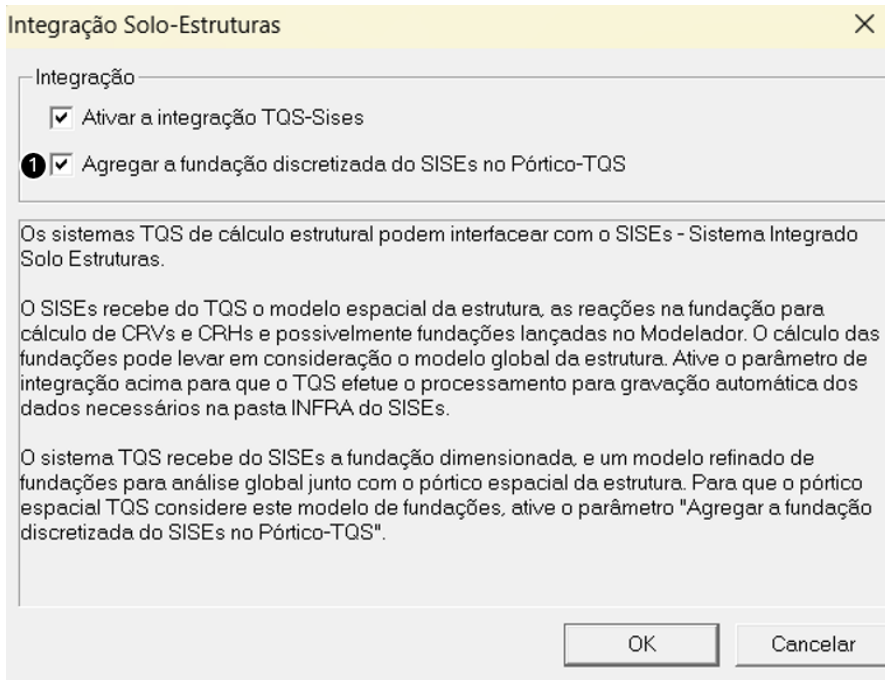 Integração Solo-Estruturas
Integração
Ativar a integração TQS-Sises
1 Agregar a fundação discretizada do SISEs no Pórtico-TQS
Os sistemas TQS de cálculo estrutural podem interfacear com o SISEs - Sistema Integrado
Solo Estruturas.
O SISEs recebe do TQS o modelo espacial da estrutura, as reações na fundação para
cálculo de CRVs e CRHs e possivelmente fundações lançadas no Modelador. O cálculo das
fundações pode levar em consideração o modelo global da estrutura. Ative o parâmetro de
integração acima para que o TQS efetue o processamento para gravação automática dos
dados necessários na pasta INFRA do SISEs.
O sistema TQS recebe do SISEs a fundação dimensionada, e um modelo refinado de
fundações para análise global junto com o pórtico espacial da estrutura. Para que o pórtico
espacial TQS considere este modelo de fundações, ative o parâmetro "Agregar a fundação
discretizada do SISEs no Pórtico-TQS".
OK
Cancelar